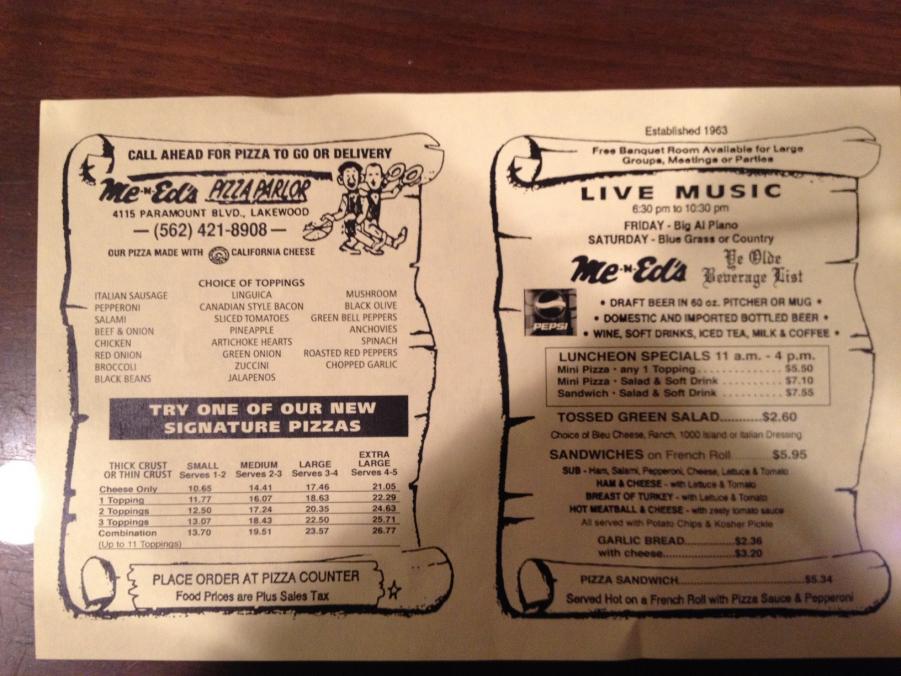 CALL AHEAD FOR PIZZA TO GO OR DELIVERY
Me-N-Ed's PIZZA PARLOR
4115 PARAMOUNT BLVD., LAKEWOOD
— (562) 421-8908 —
OUR PIZZA MADE WITH CALIFORNIA CHEESE
CHOICE OF TOPPINGS
ITALIAN SAUSAGE LINGUICA MUSHROOM
PEPPERONI CANADIAN STYLE BACON BLACK OLIVE
SALAMI SLICED TOMATOES GREEN BELL PEPPERS
BEEF & ONION PINEAPPLE ANCHOVIES
CHICKEN ARTICHOKE HEARTS SPINACH
RED ONION GREEN ONION ROASTED RED PEPPERS
BROCCOLI ZUCCINI CHOPPED GARLIC
BLACK BEANS JALAPENOS
TRY ONE OF OUR NEW
SIGNATURE PIZZAS
THICK CRUST SMALL MEDIUM LARGE EXTRA LARGE
OR THIN CRUST Serves 1-2 Serves 2-3 Serves 3-4 Serves 4-5
Cheese Only 10.65 14.41 17.46 21.05
1 Topping 11.77 16.07 18.63 22.29
2 Toppings 12.50 17.24 20.35 24.63
3 Toppings 13.07 18.43 22.50 25.71
Combination 13.70 19.51 23.57 26.77
(Up to 11 Toppings)
PLACE ORDER AT PIZZA COUNTER
Food Prices are Plus Sales Tax
Established 1963
Free Banquet Room Available for Large
Groups, Meetings or Parties
LIVE MUSIC
6:30 pm to 10:30 pm
FRIDAY - Big Al Piano
SATURDAY - Blue Grass or Country
Me-N-Ed's Ye Olde
Beverage List
PEPSI
• DRAFT BEER IN 60 oz. PITCHER OR MUG •
• DOMESTIC AND IMPORTED BOTTLED BEER •
• WINE, SOFT DRINKS, ICED TEA, MILK & COFFEE •
LUNCHEON SPECIALS 11 a.m. - 4 p.m.
Mini Pizza • any 1 Topping..............$5.50
Mini Pizza • Salad & Soft Drink..........$7.10
Sandwich • Salad & Soft Drink..........$7.55
TOSSED GREEN SALAD..........$2.60
Choice of Bleu Cheese, Ranch, 1000 Island or Italian Dressing
SANDWICHES on French Roll ......$5.95
SUB - Ham, Salami, Pepperoni, Cheese, Lettuce & Tomato
HAM & CHEESE - with Lettuce & Tomato
BREAST OF TURKEY - with Lettuce & Tomato
HOT MEATBALL & CHEESE - with zesty tomato sauce
All served with Potato Chips & Kosher Pickle
GARLIC BREAD..............$2.36
with cheese......................$3.20
PIZZA SANDWICH..............................$5.34
Served Hot on a French Roll with Pizza Sauce & Pepperoni